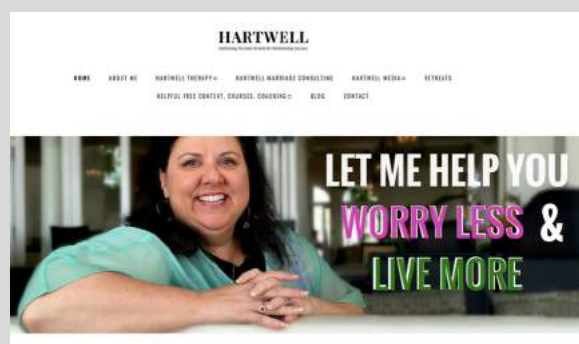 HARTWELL
HOME ABOUT ME HARTWELL THERAPY HARTWELL MARRIAGE CONSULTING HARTWELL MEDIA RETREATS
HELPFUL FREE CONTENT, COURSES, COACHING BLOG CONTACT
LET ME HELP YOU
WORRY LESS &
LIVE MORE